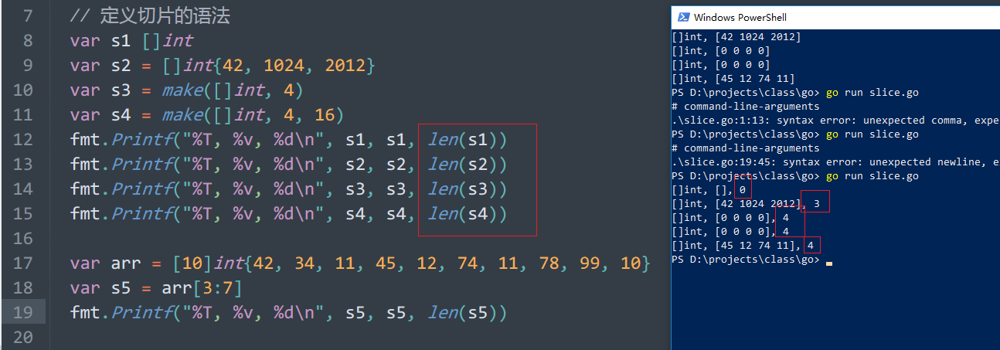 7 // 定义切片的语法
8 var s1 []int
9 var s2 = []int{42, 1024, 2012}
10 var s3 = make([]int, 4)
11 var s4 = make([]int, 4, 16)
12 fmt.Printf("%T, %v, %d\n", s1, s1, len(s1))
13 fmt.Printf("%T, %v, %d\n", s2, s2, len(s2))
14 fmt.Printf("%T, %v, %d\n", s3, s3, len(s3))
15 fmt.Printf("%T, %v, %d\n", s4, s4, len(s4))
16
17 var arr = [10]int{42, 34, 11, 45, 12, 74, 11, 78, 99, 10}
18 var s5 = arr[3:7]
19 fmt.Printf("%T, %v, %d\n", s5, s5, len(s5))
20
Windows PowerShell
[]int, [42 1024 2012]
[]int, [0 0 0 0]
[]int, [0 0 0 0]
[]int, [45 12 74 11]
PS D:\projects\class\go> go run slice.go
# command-line-arguments
.\slice.go:1:13: syntax error: unexpected comma, expe
PS D:\projects\class\go> go run slice.go
# command-line-arguments
.\slice.go:19:45: syntax error: unexpected newline, e
PS D:\projects\class\go> go run slice.go
[]int, [], 0
[]int, [42 1024 2012], 3
[]int, [0 0 0 0], 4
[]int, [0 0 0 0], 4
[]int, [45 12 74 11], 4
PS D:\projects\class\go>